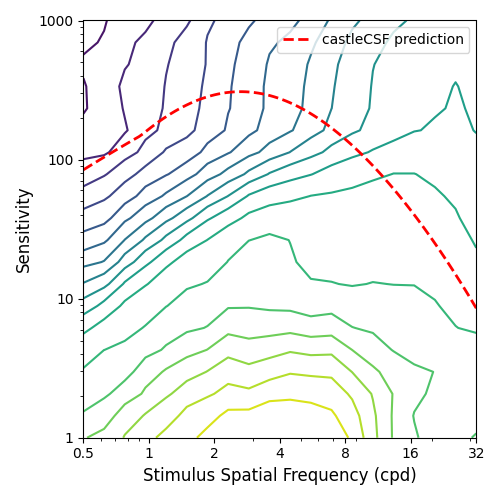 1000
castleCSF prediction
100
Sensitivity
10
1
0.5 1 2 4 8 16 32
Stimulus Spatial Frequency (cpd)